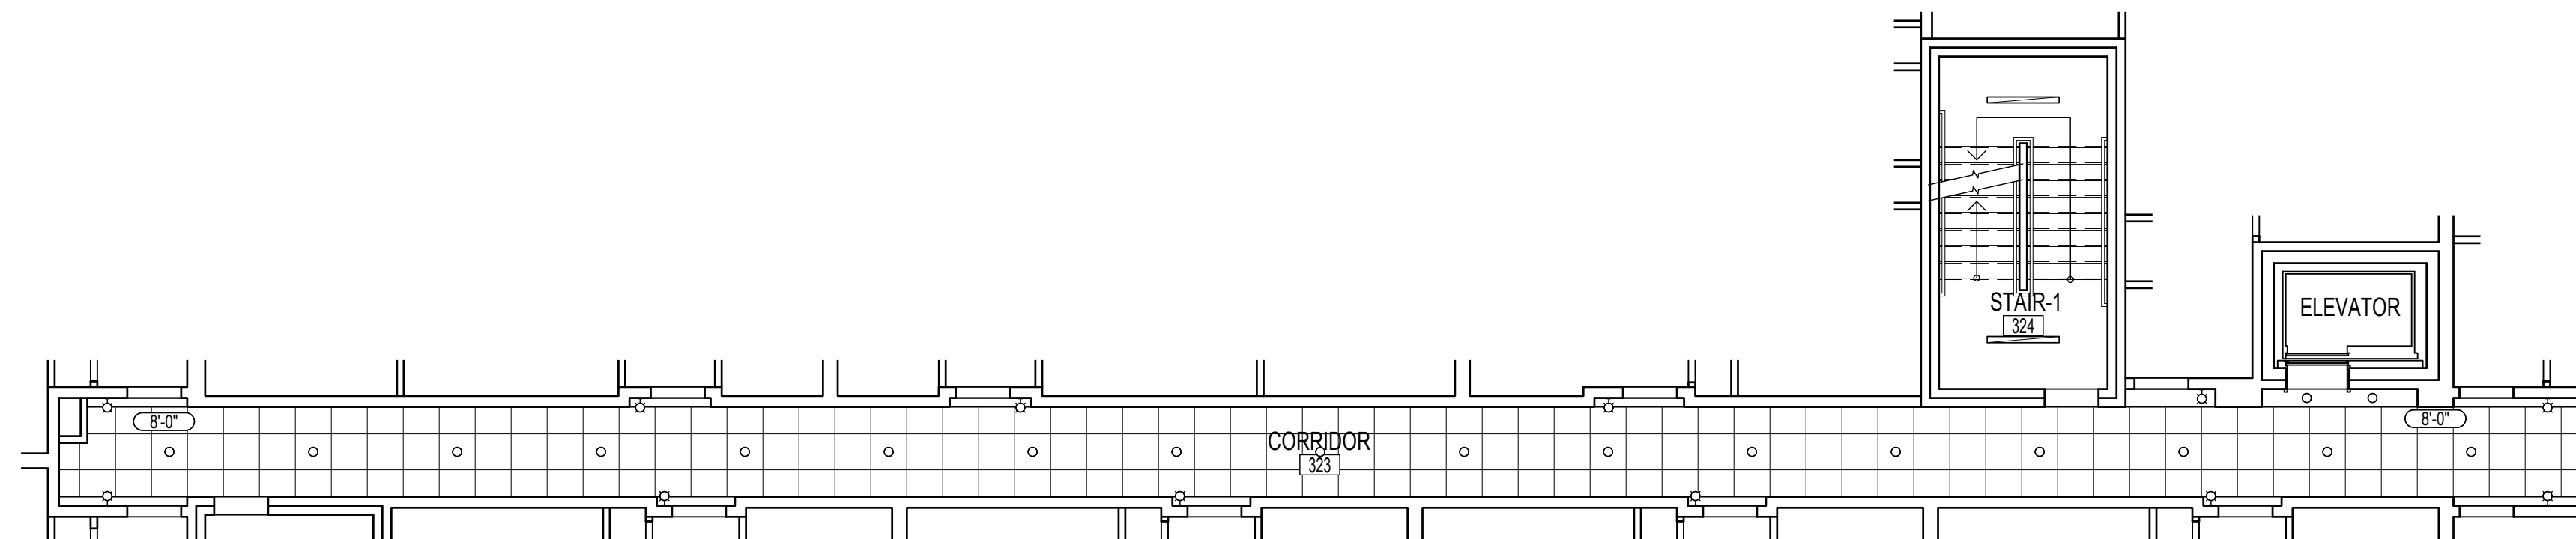 STAIR-1
324
ELEVATOR
8'-0"
8'-0"
CORRIDOR
323